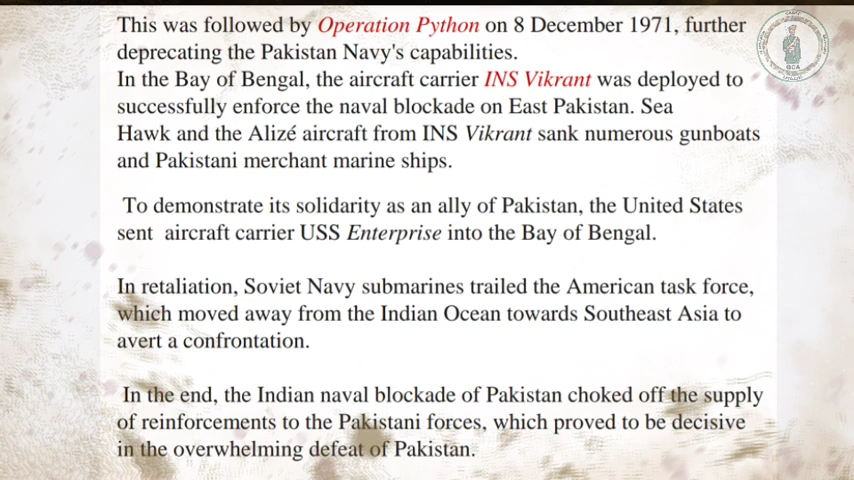 This was followed by Operation Python on 8 December 1971, further
deprecating the Pakistan Navy's capabilities.
In the Bay of Bengal, the aircraft carrier INS Vikrant was deployed to
successfully enforce the naval blockade on East Pakistan. Sea
Hawk and the Alizé aircraft from INS Vikrant sank numerous gunboats
and Pakistani merchant marine ships.
To demonstrate its solidarity as an ally of Pakistan, the United States
sent aircraft carrier USS Enterprise into the Bay of Bengal.
In retaliation, Soviet Navy submarines trailed the American task force,
which moved away from the Indian Ocean towards Southeast Asia to
avert a confrontation.
In the end, the Indian naval blockade of Pakistan choked off the supply
of reinforcements to the Pakistani forces, which proved to be decisive
in the overwhelming defeat of Pakistan.